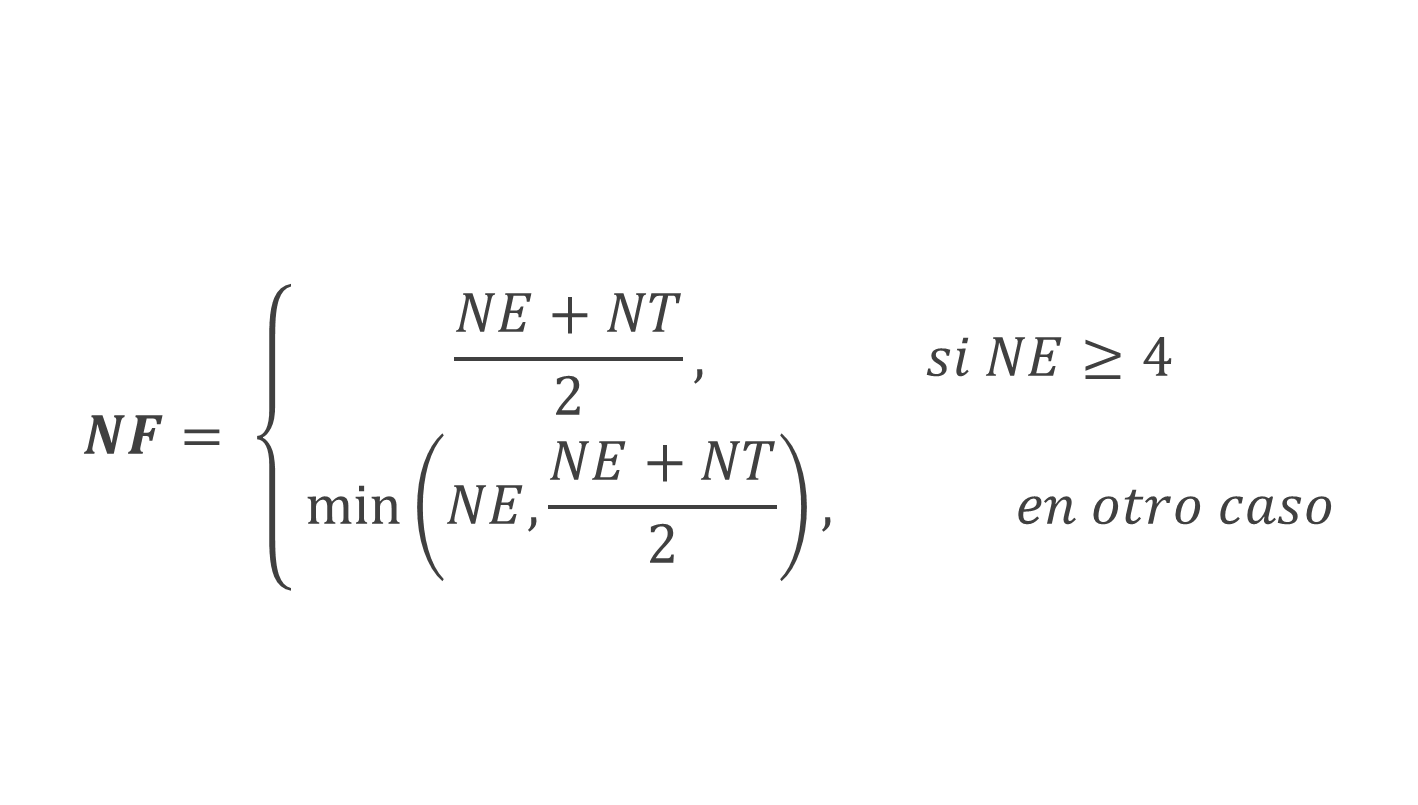 NF = { (NE + NT) / 2 , si NE ≥ 4
min ( NE, (NE + NT) / 2 ) , en otro caso